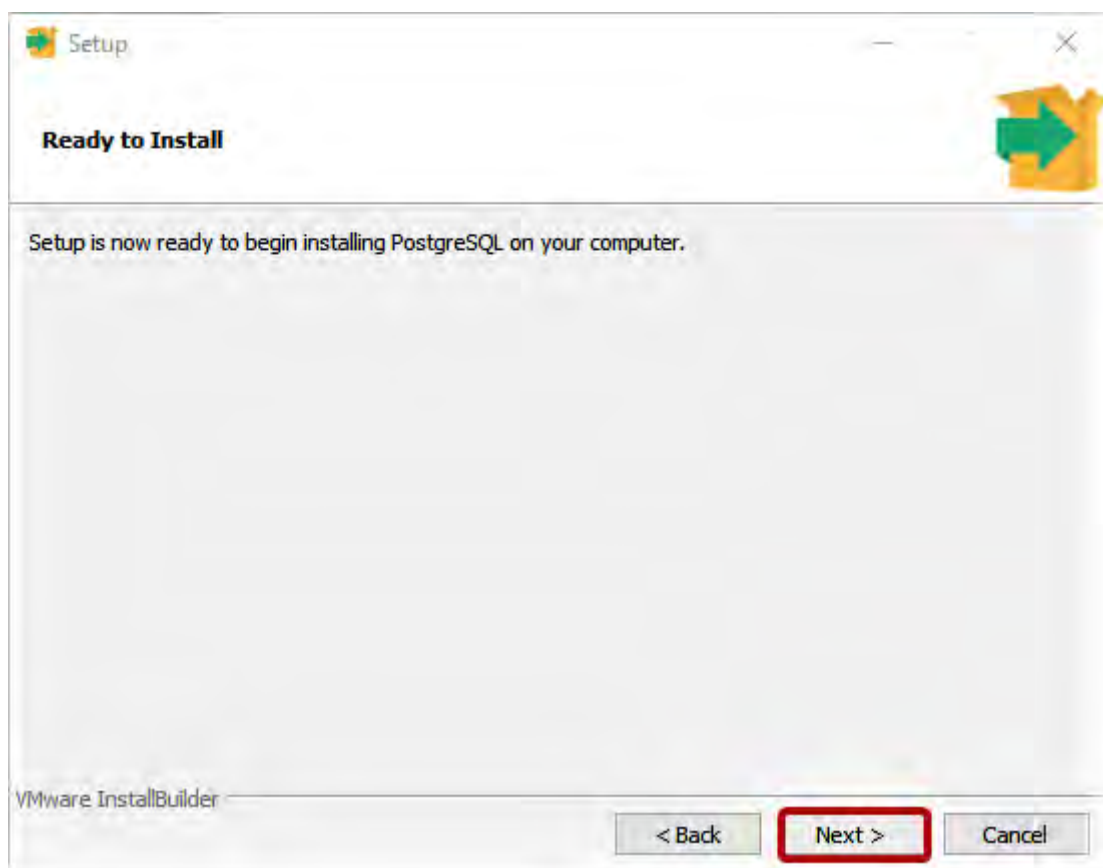 Setup
Ready to Install
Setup is now ready to begin installing PostgreSQL on your computer.
VMware InstallBuilder
< Back Next > Cancel